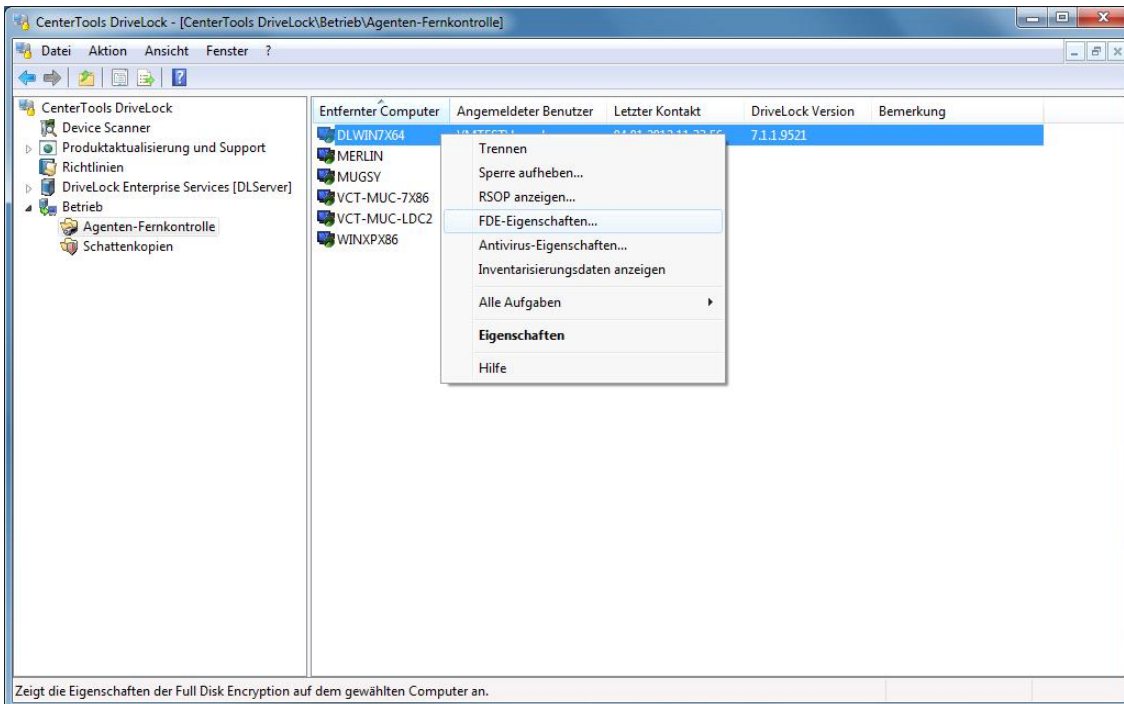 CenterTools DriveLock - [CenterTools DriveLock\Betrieb\Agenten-Fernkontrolle]
Datei Aktion Ansicht Fenster ?
CenterTools DriveLock
Device Scanner
Produktaktualisierung und Support
Richtlinien
DriveLock Enterprise Services [DLServer]
Betrieb
Agenten-Fernkontrolle
Schattenkopien
Entfernter Computer Angemeldeter Benutzer Letzter Kontakt DriveLock Version Bemerkung
DLWIN7X64 7.1.1.9521
MERLIN
MUGSY
VCT-MUC-7X86
VCT-MUC-LDC2
WINXPX86
Trennen
Sperre aufheben...
RSOP anzeigen...
FDE-Eigenschaften...
Antivirus-Eigenschaften...
Inventarisierungsdaten anzeigen
Alle Aufgaben
Eigenschaften
Hilfe
Zeigt die Eigenschaften der Full Disk Encryption auf dem gewählten Computer an.